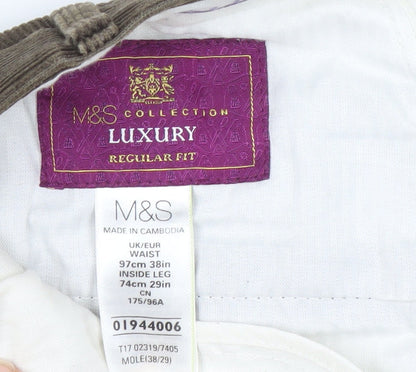 M&S COLLECTION
LUXURY
REGULAR FIT
M&S
MADE IN CAMBODIA
UK/EUR
WAIST
97cm 38in
INSIDE LEG
74cm 29in
CN
175/96A
01944006
T17 02319/7405
MOLE(38/29)